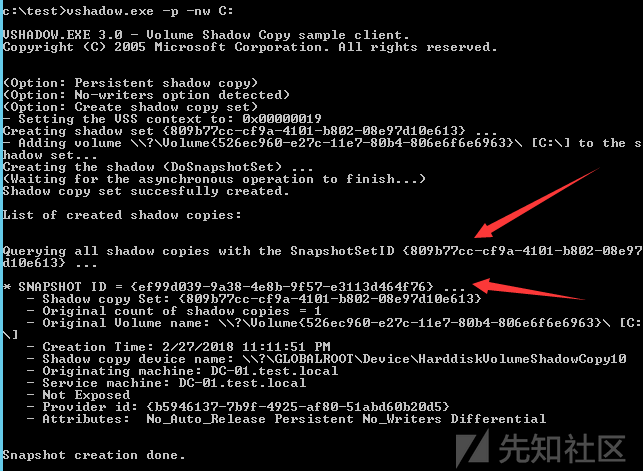 c:\test>vshadow.exe -p -nw C:
VSHADOW.EXE 3.0 - Volume Shadow Copy sample client.
Copyright (C) 2005 Microsoft Corporation. All rights reserved.
(Option: Persistent shadow copy)
(Option: No-writers option detected)
(Option: Create shadow copy set)
- Setting the VSS context to: 0x00000019
Creating shadow set {809b77cc-cf9a-4101-b802-08e97d10e613} ...
- Adding volume \\?\Volume{526ec960-e27c-11e7-80b4-806e6f6e6963}\ [C:\] to the s
hadow set...
Creating the shadow (DoSnapshotSet) ...
(Waiting for the asynchronous operation to finish...)
Shadow copy set succesfully created.
List of created shadow copies:
Querying all shadow copies with the SnapshotSetID {809b77cc-cf9a-4101-b802-08e97
d10e613} ...
* SNAPSHOT ID = {ef99d039-9a38-4e8b-9f57-e3113d464f76} ...
- Shadow copy Set: {809b77cc-cf9a-4101-b802-08e97d10e613}
- Original count of shadow copies = 1
- Original Volume name: \\?\Volume{526ec960-e27c-11e7-80b4-806e6f6e6963}\ [C:
\]
- Creation Time: 2/27/2018 11:11:51 PM
- Shadow copy device name: \\?\GLOBALROOT\Device\HarddiskVolumeShadowCopy10
- Originating machine: DC-01.test.local
- Service machine: DC-01.test.local
- Not Exposed
- Provider id: {b5946137-7b9f-4925-af80-51abd60b20d5}
- Attributes:  No_Auto_Release Persistent No_Writers Differential
Snapshot creation done.
先知社区